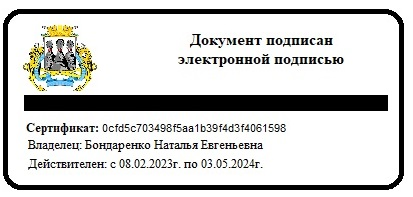 Документ подписан
электронной подписью
Сертификат: 0cfd5c703498f5aa1b39f4d3f4061598
Владелец: Бондаренко Наталья Евгеньевна
Действителен: с 08.02.2023г. по 03.05.2024г.